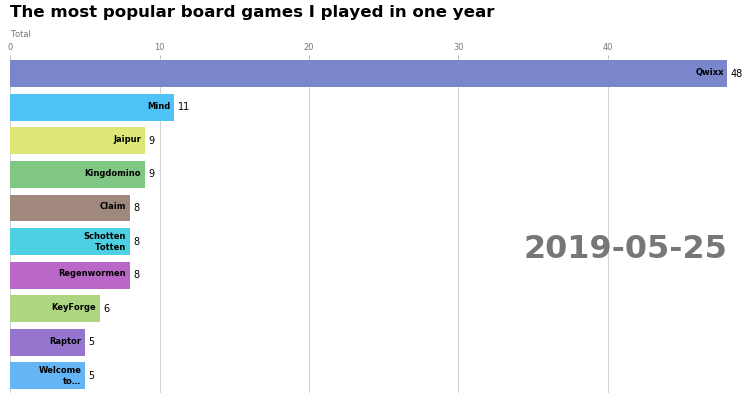 The most popular board games I played in one year
Total
0 10 20 30 40
Qwixx 48
Mind 11
Jaipur 9
Kingdomino 9
Claim 8
Schotten
Totten 8
2019-05-25
Regenwormen 8
KeyForge 6
Raptor 5
Welcome
to... 5